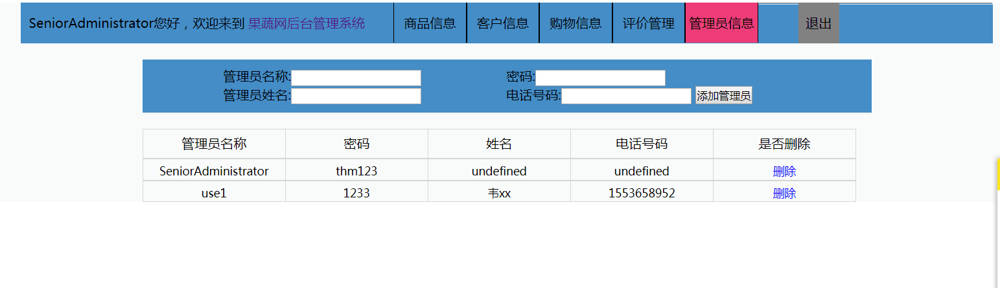 SeniorAdministrator您好，欢迎来到 果蔬网后台管理系统 商品信息 客户信息 购物信息 评价管理 管理员信息 退出
管理员名称: 密码:
管理员姓名: 电话号码: 添加管理员
管理员名称 密码 姓名 电话号码 是否删除
SeniorAdministrator thm123 undefined undefined 删除
use1 1233 韦xx 1553658952 删除